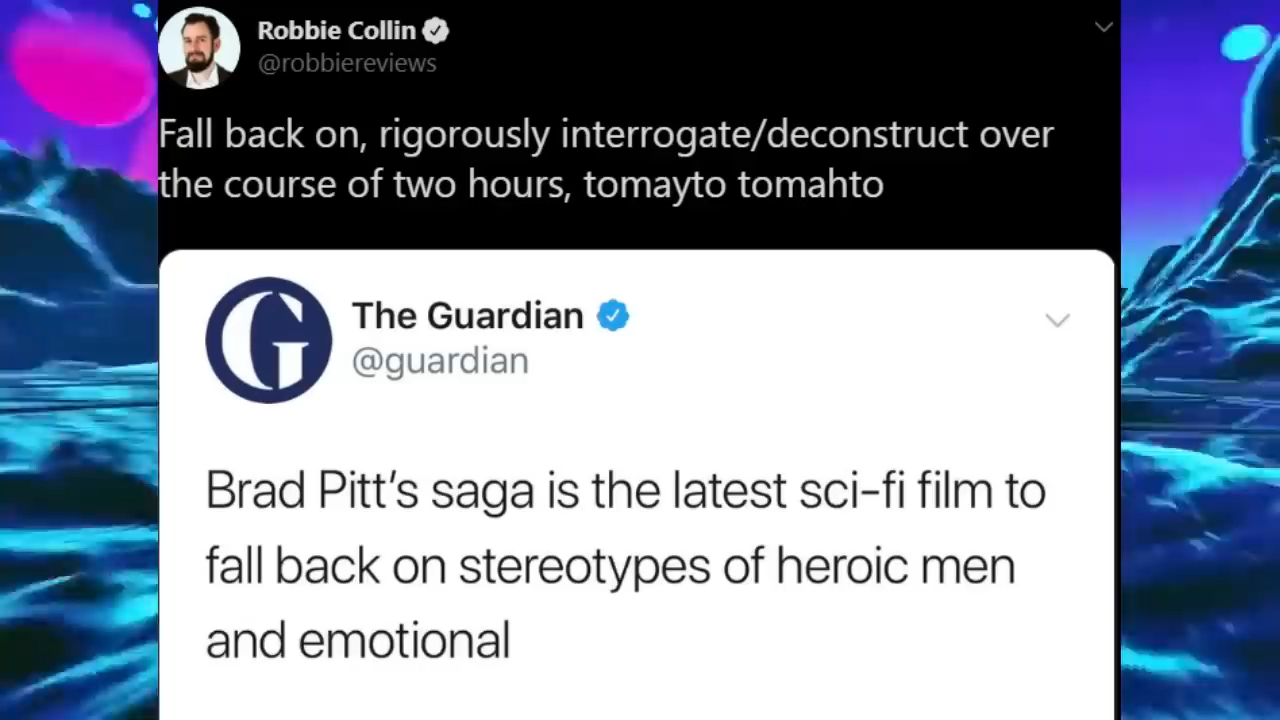 Robbie Collin
@robbiereviews
Fall back on, rigorously interrogate/deconstruct over
the course of two hours, tomayto tomahto
G
The Guardian
@guardian
Brad Pitt's saga is the latest sci-fi film to
fall back on stereotypes of heroic men
and emotional